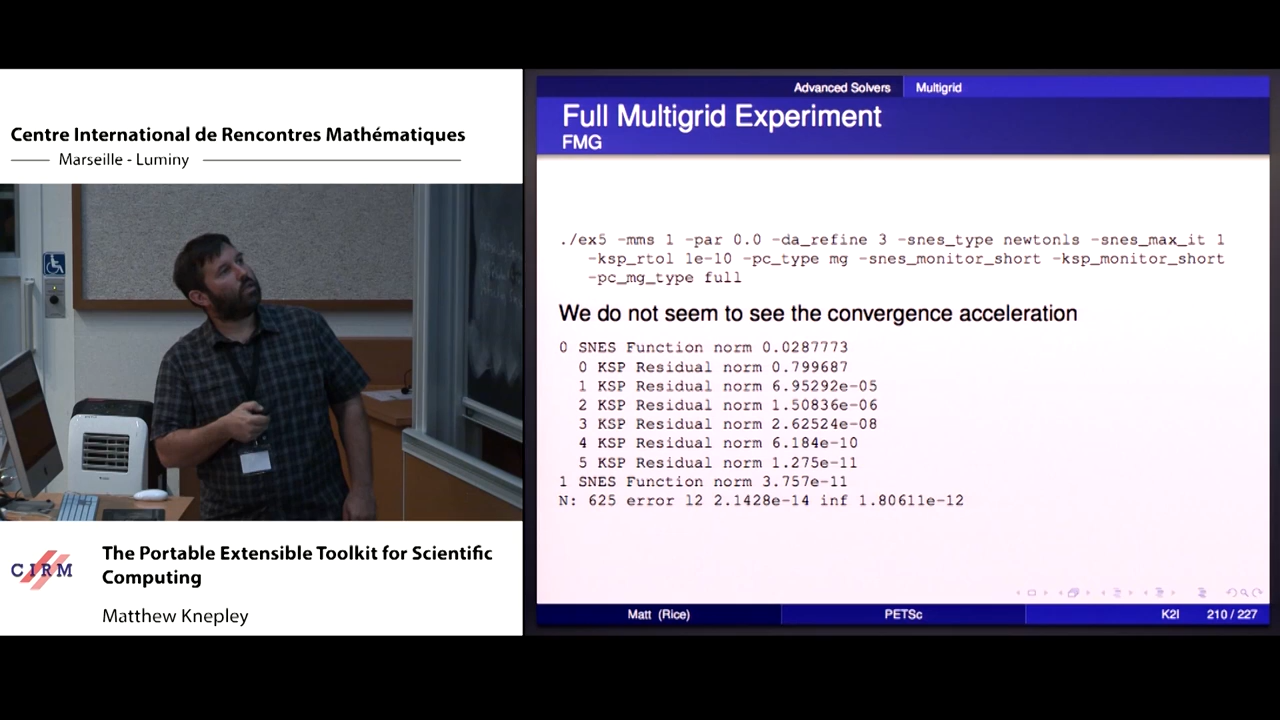 Centre International de Rencontres Mathématiques
Marseille - Luminy
CIRM
The Portable Extensible Toolkit for Scientific
Computing
Matthew Knepley
Advanced Solvers Multigrid
Full Multigrid Experiment
FMG
./ex5 -mms 1 -par 0.0 -da_refine 3 -snes_type newtonls -snes_max_it 1
-ksp_rtol 1e-10 -pc_type mg -snes_monitor_short -ksp_monitor_short
-pc_mg_type full
We do not seem to see the convergence acceleration
0 SNES Function norm 0.0287773
0 KSP Residual norm 0.799687
1 KSP Residual norm 6.95292e-05
2 KSP Residual norm 1.50836e-06
3 KSP Residual norm 2.62524e-08
4 KSP Residual norm 6.184e-10
5 KSP Residual norm 1.275e-11
1 SNES Function norm 3.757e-11
N: 625 error l2 2.1428e-14 inf 1.80611e-12
Matt (Rice) PETSc K2I 210 / 227